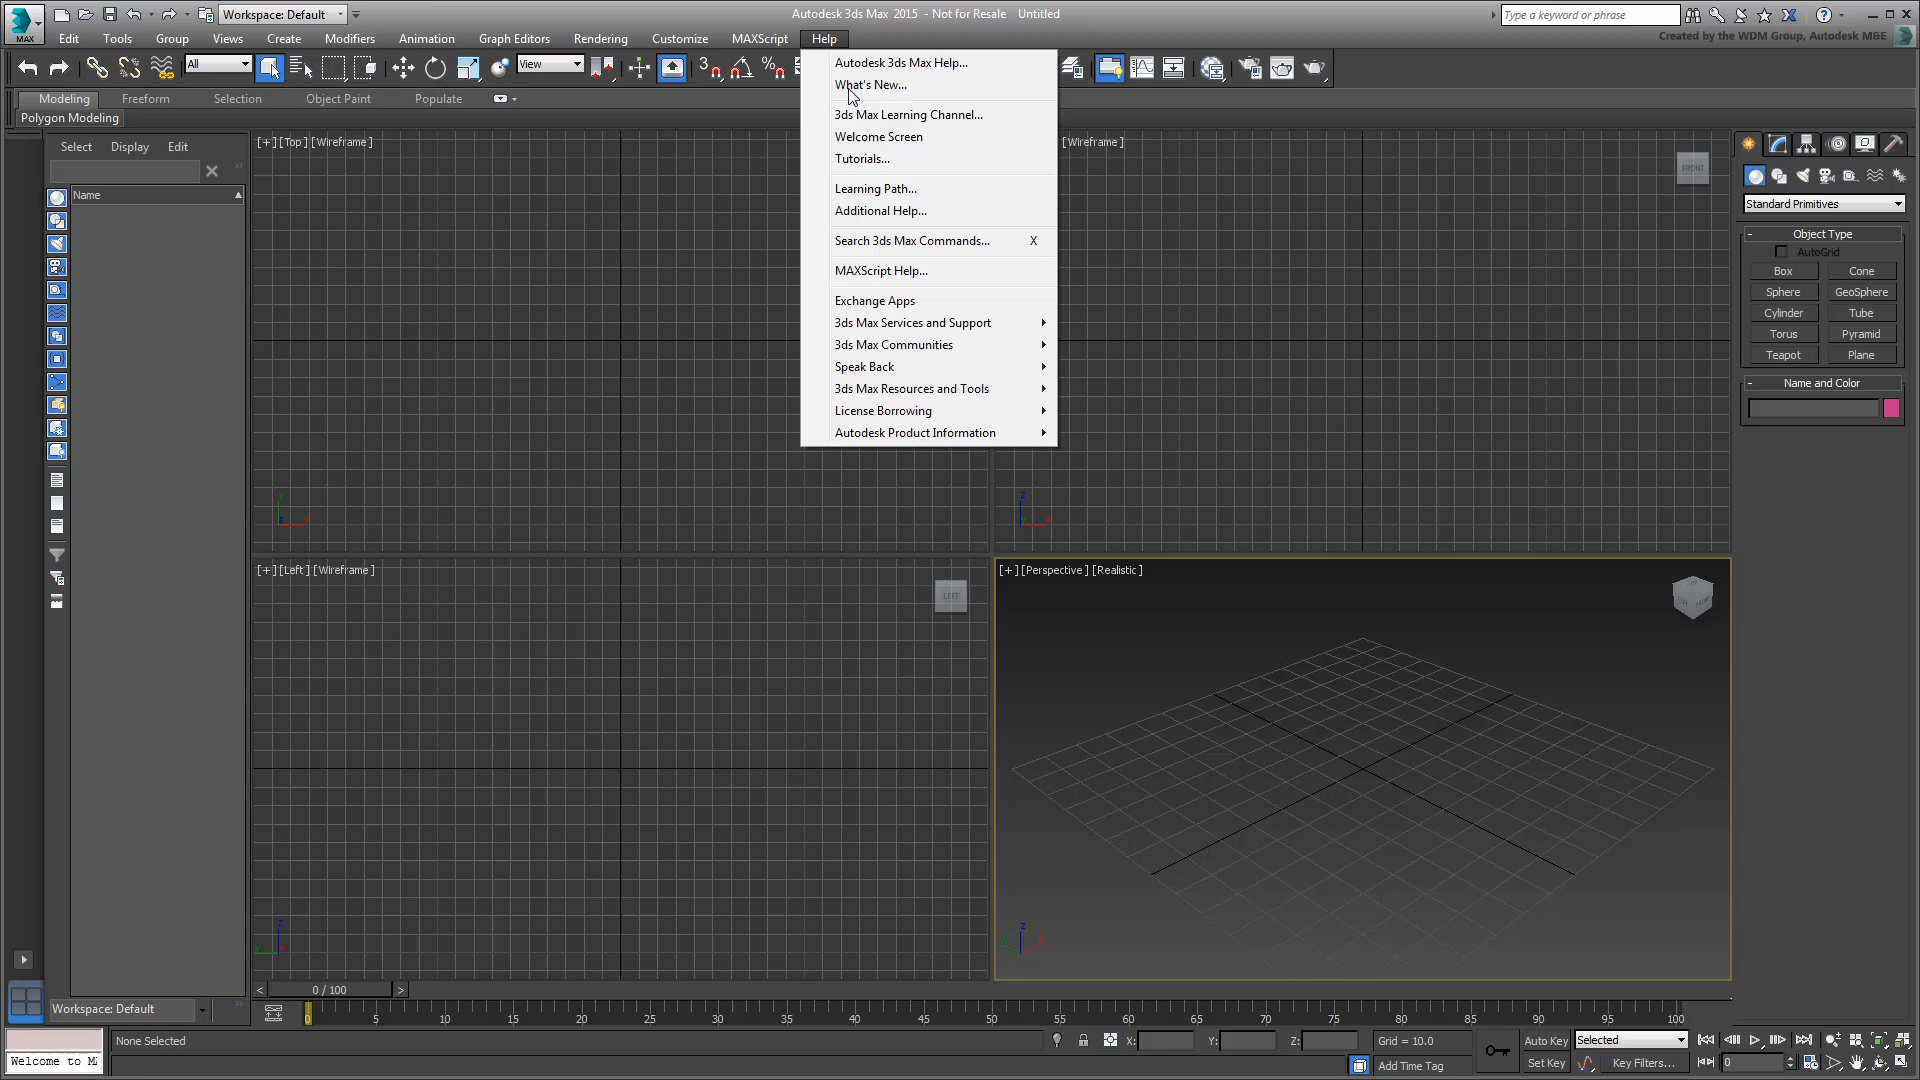 Workspace: Default
Autodesk 3ds Max 2015 - Not for Resale Untitled
Type a keyword or phrase
MAX
Edit Tools Group Views Create Modifiers Animation Graph Editors Rendering Customize MAXScript Help
Created by the WDM Group, Autodesk M&E
All
View
Modeling Freeform Selection Object Paint Populate
Polygon Modeling
Autodesk 3ds Max Help...
What's New...
3ds Max Learning Channel...
Welcome Screen
Tutorials...
Learning Path...
Additional Help...
Search 3ds Max Commands... X
MAXScript Help...
Exchange Apps
3ds Max Services and Support
3ds Max Communities
Speak Back
3ds Max Resources and Tools
License Borrowing
Autodesk Product Information
Select Display Edit
Name
[+] [Top] [Wireframe]
[Wireframe]
FRONT
[+] [Left] [Wireframe]
LEFT
[+] [Perspective] [Realistic]
Standard Primitives
- Object Type
AutoGrid
Box Cone
Sphere GeoSphere
Cylinder Tube
Torus Pyramid
Teapot Plane
- Name and Color
< 0 / 100 >
Workspace: Default
0 5 10 15 20 25 30 35 40 45 50 55 60 65 70 75 80 85 90 95 100
None Selected
X: Y: Z: Grid = 10.0
Auto Key Selected
Welcome to M
Add Time Tag
Set Key Key Filters... 0